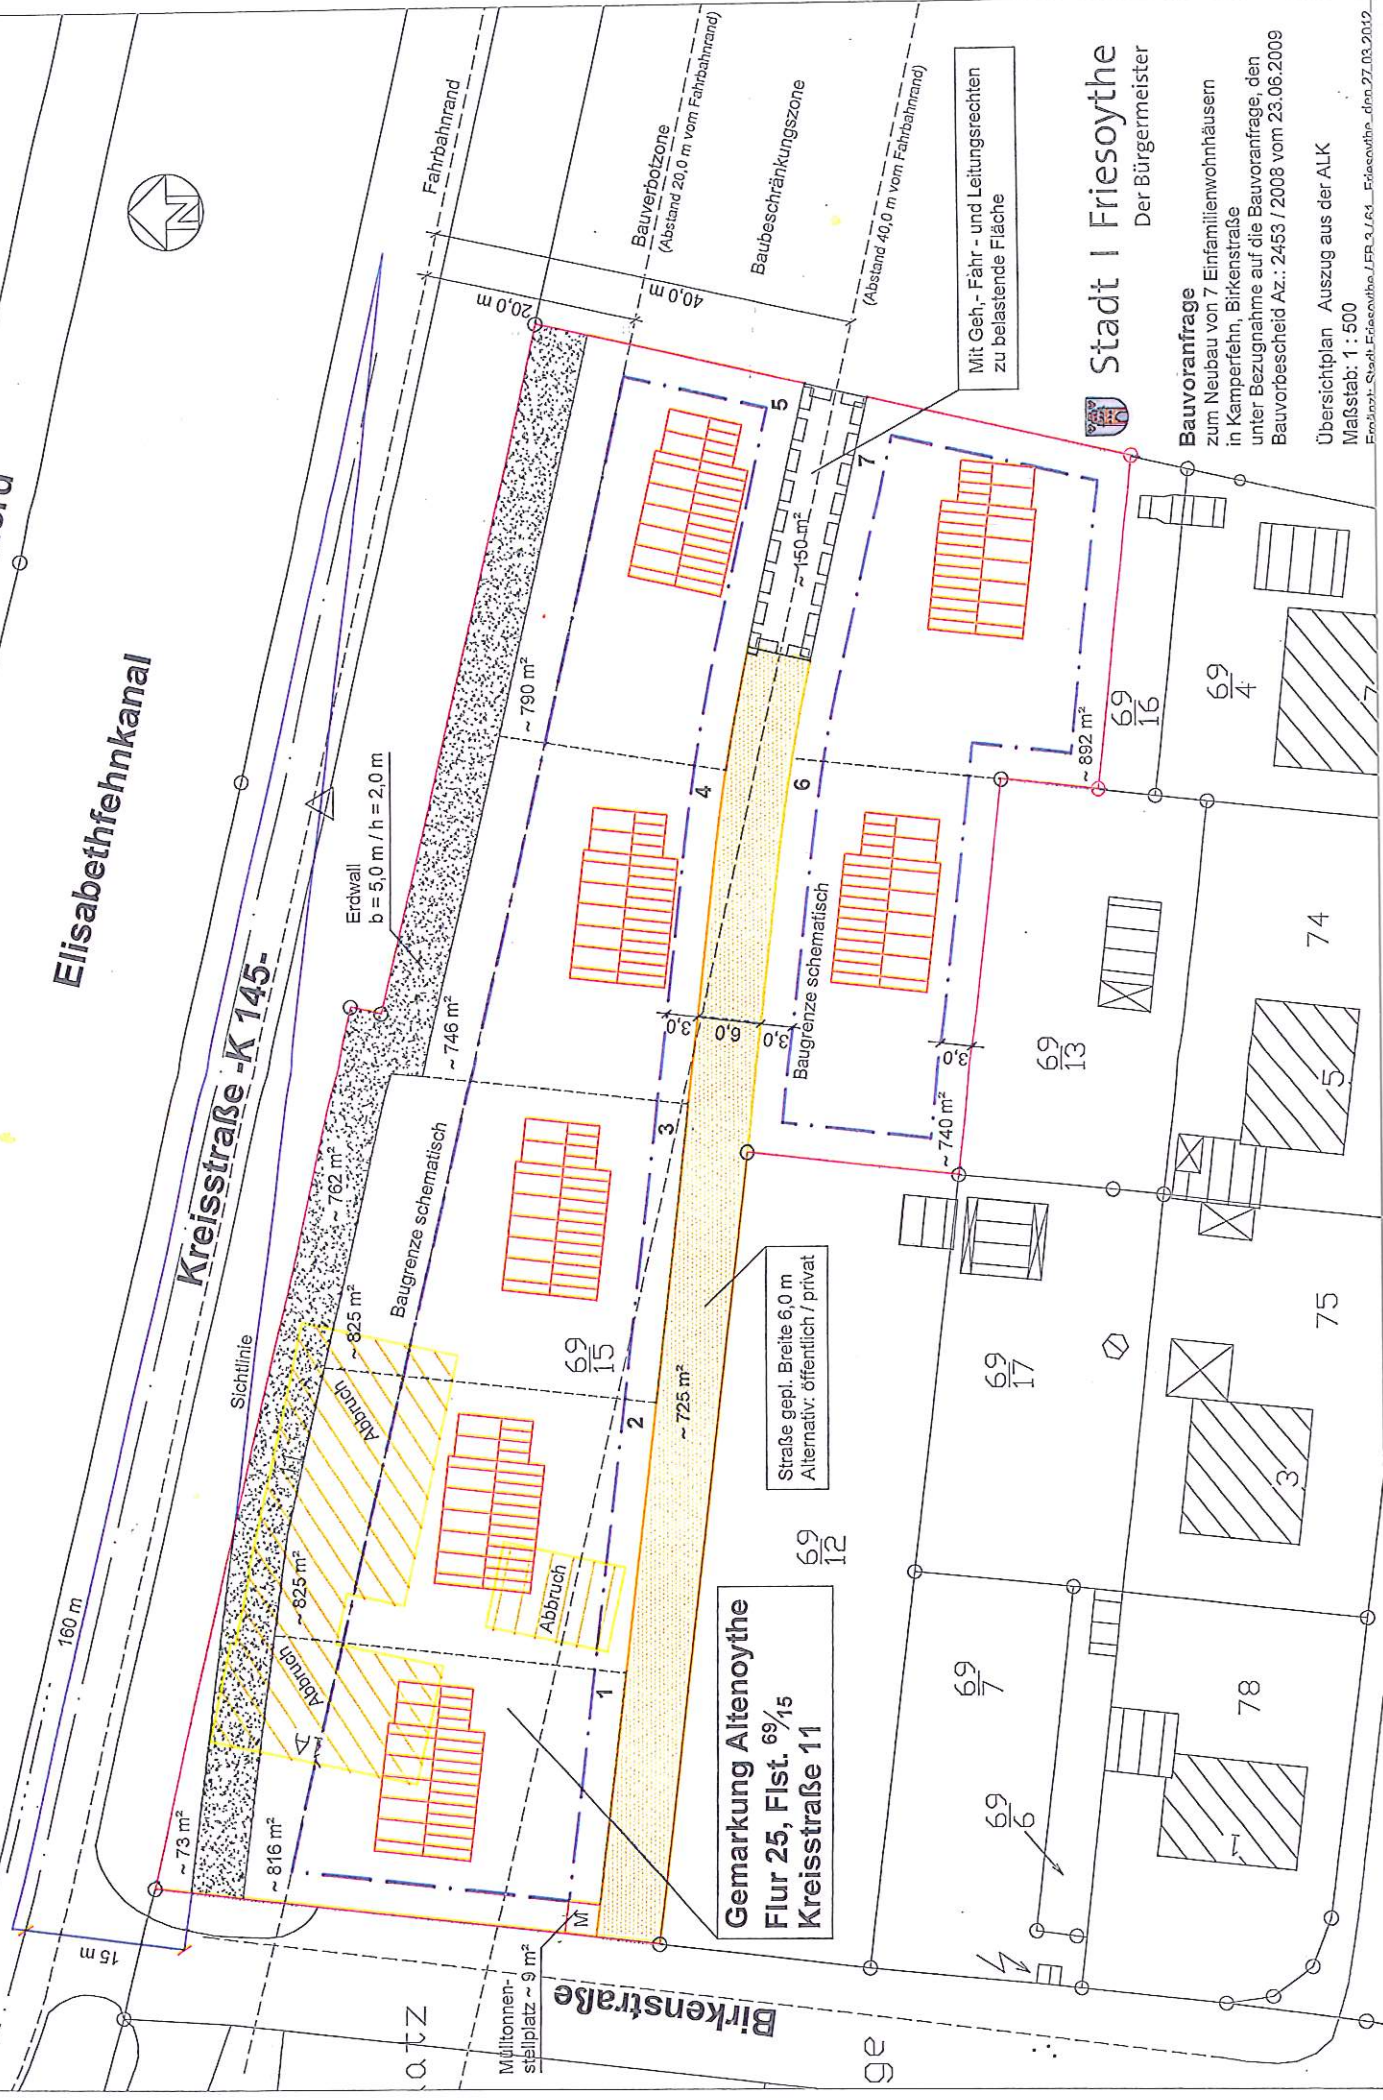 Elisabethfehnkanal
Kreisstraße -K 145-
160 m
15 m
Sichtlinie
Fahrbahnrand
20,0 m
40,0 m
Bauverbotzone
(Abstand 20,0 m vom Fahrbahnrand)
Baubeschränkungszone
(Abstand 40,0 m vom Fahrbahnrand)
N
Erdwall
b = 5,0 m / h = 2,0 m
~ 73 m²
~ 816 m²
~ 825 m²
~ 825 m²
~ 762 m²
~ 746 m²
~ 790 m²
Abbruch
Abbruch
Abbruch
A
Baugrenze schematisch
Baugrenze schematisch
1
2
3
4
5
6
7
69
15
3,0
6,0
3,0
3,0
~ 725 m²
~ 150 m²
~ 740 m²
~ 892 m²
Mit Geh,- Fahr - und Leitungsrechten
zu belastende Fläche
Straße gepl. Breite 6,0 m
Alternativ: öffentlich / privat
Gemarkung Altenoythe
Flur 25, Flst. 69/15
Kreisstraße 11
M
Mülltonnen-
stellplatz ~ 9 m²
Birkenstraße
69
12
69
17
69
13
69
16
69
4
69
7
69
6
78
75
74
1
3
5
7
Stadt | Friesoythe
Der Bürgermeister
Bauvoranfrage
zum Neubau von 7 Einfamilienwohnhäusern
in Kamperfehn, Birkenstraße
unter Bezugnahme auf die Bauvoranfrage, den
Bauvorbescheid Az.: 2453 / 2008 vom 23.06.2009
Übersichtplan Auszug aus der ALK
Maßstab: 1 : 500